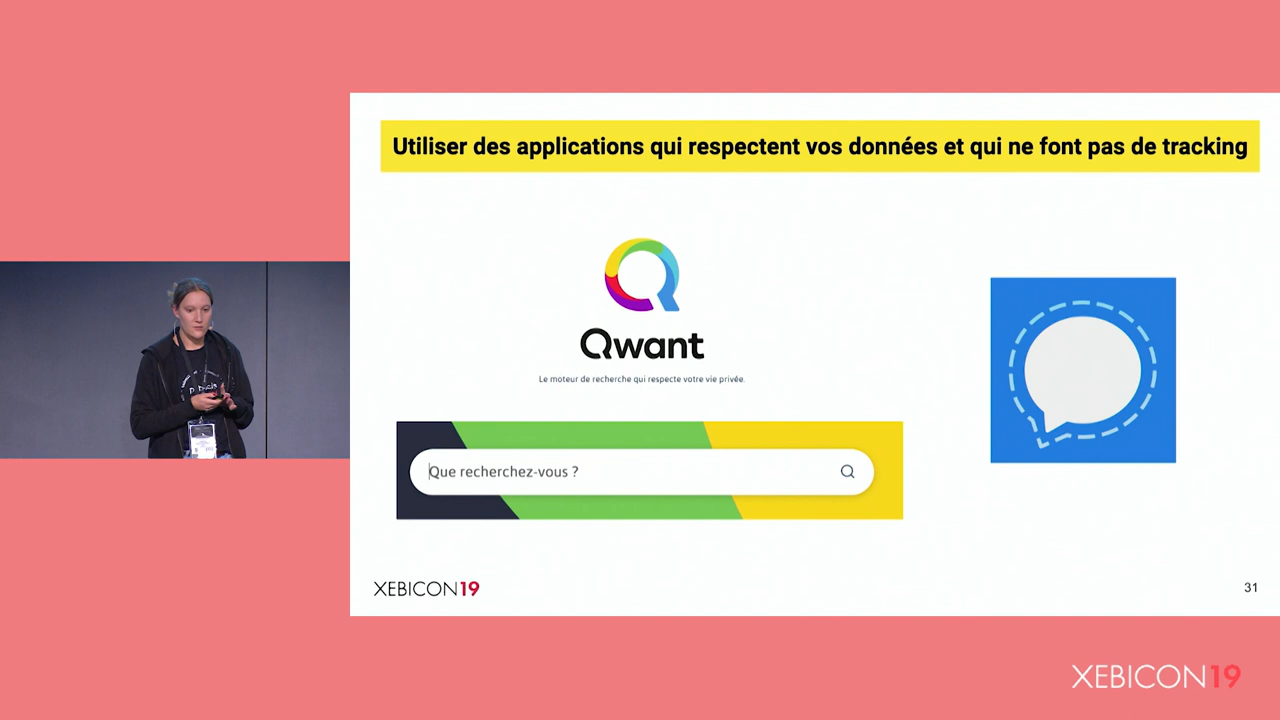 Utiliser des applications qui respectent vos données et qui ne font pas de tracking
Qwant
Le moteur de recherche qui respecte votre vie privée.
Que recherchez-vous ?
XEBICON19
31
XEBICON19